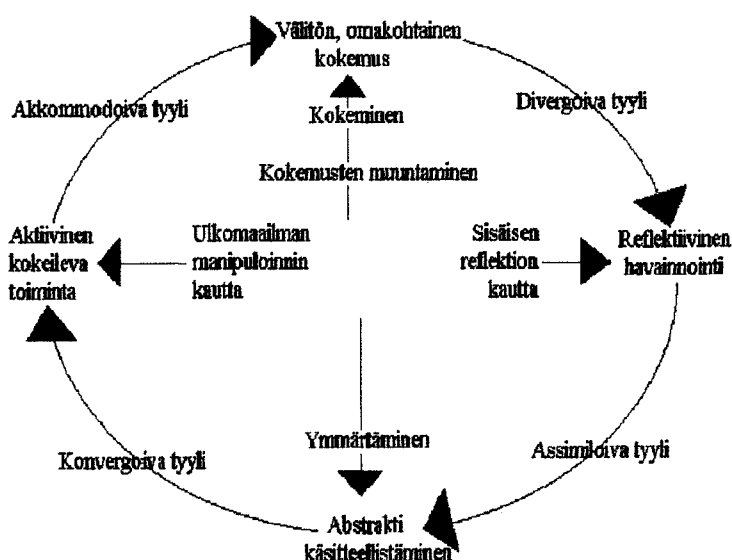 Välitön, omakohtainen
kokemus
Akkommodoiva tyyli
Divergoiva tyyli
Kokeminen
Kokemusten muuntaminen
Aktiivinen
kokeileva
toiminta
Ulkomaailman
manipuloinnin
kautta
Sisäisen
reflektion
kautta
Reflektiivinen
havainnointi
Ymmärtäminen
Konvergoiva tyyli
Assimiloiva tyyli
Abstrakti
käsitteellistäminen